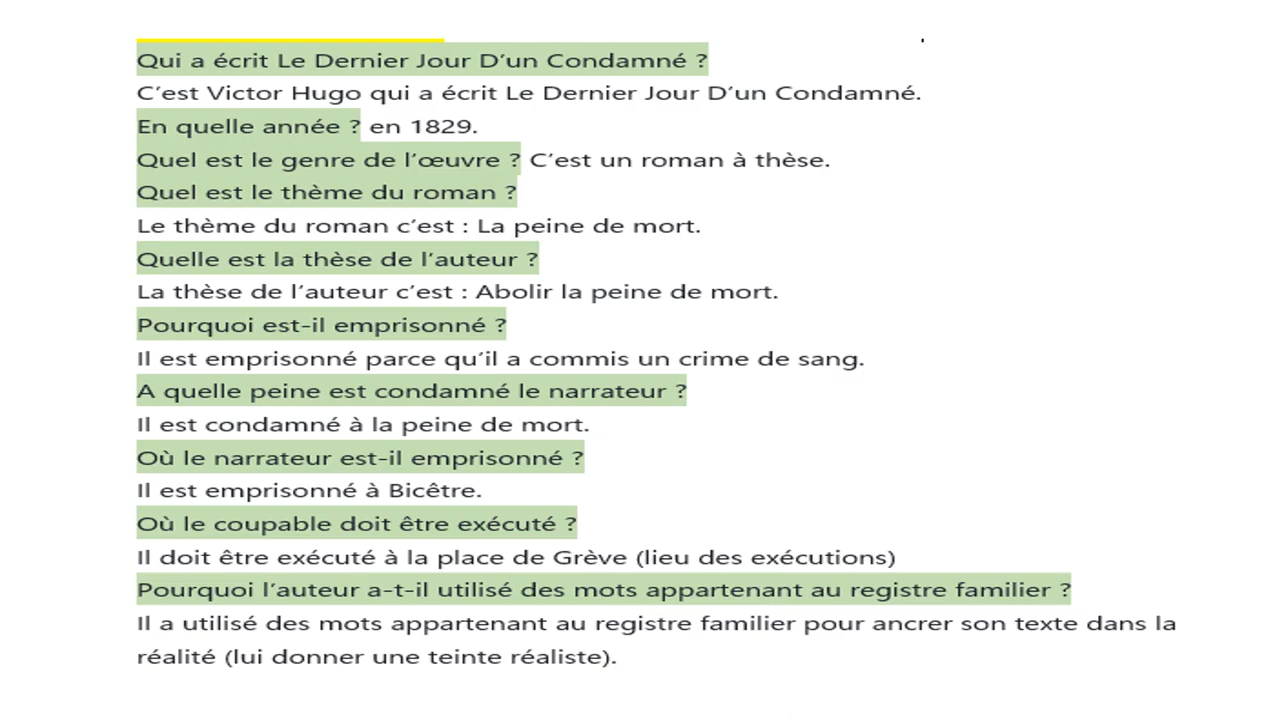 Qui a écrit Le Dernier Jour D’un Condamné ?
C’est Victor Hugo qui a écrit Le Dernier Jour D’un Condamné.
En quelle année ? en 1829.
Quel est le genre de l’œuvre ? C’est un roman à thèse.
Quel est le thème du roman ?
Le thème du roman c’est : La peine de mort.
Quelle est la thèse de l’auteur ?
La thèse de l’auteur c’est : Abolir la peine de mort.
Pourquoi est-il emprisonné ?
Il est emprisonné parce qu’il a commis un crime de sang.
A quelle peine est condamné le narrateur ?
Il est condamné à la peine de mort.
Où le narrateur est-il emprisonné ?
Il est emprisonné à Bicêtre.
Où le coupable doit être exécuté ?
Il doit être exécuté à la place de Grève (lieu des exécutions)
Pourquoi l’auteur a-t-il utilisé des mots appartenant au registre familier ?
Il a utilisé des mots appartenant au registre familier pour ancrer son texte dans la
réalité (lui donner une teinte réaliste).